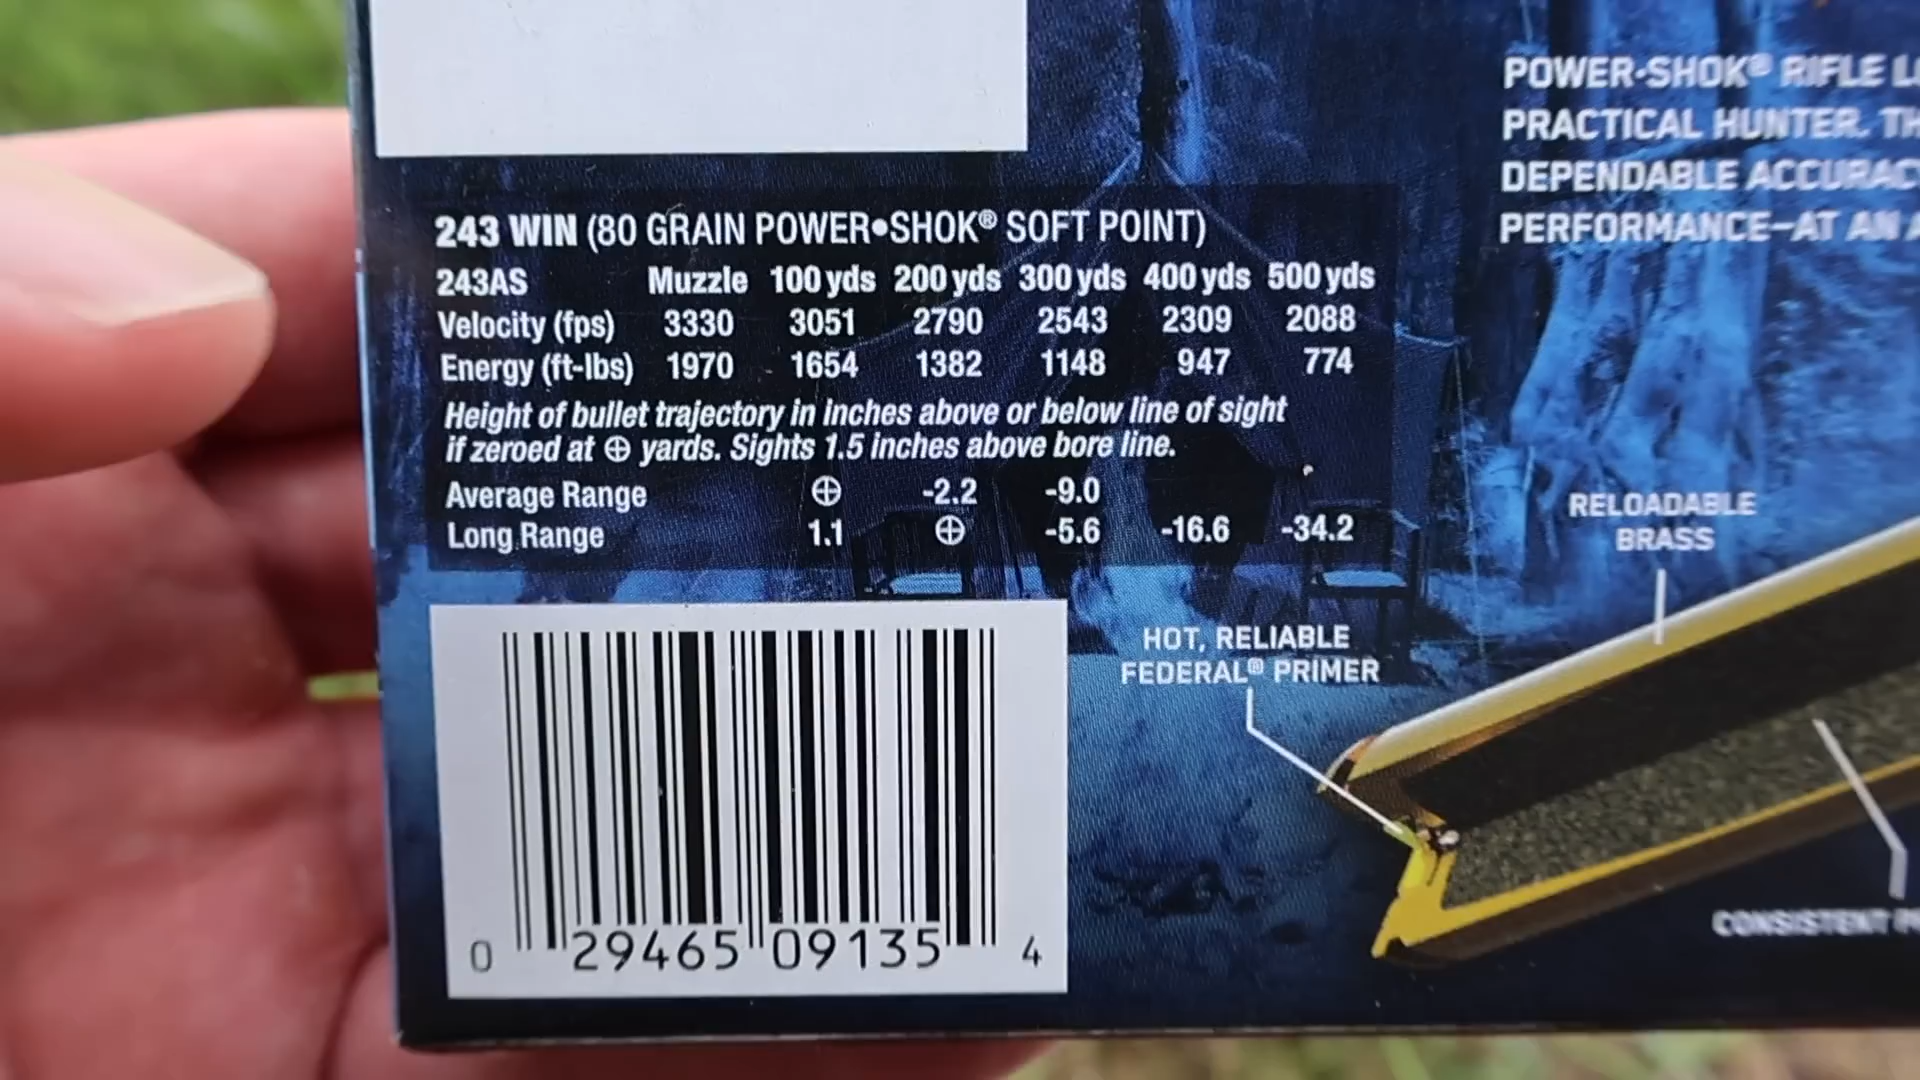 POWER•SHOK® RIFLE
PRACTICAL HUNTER.
DEPENDABLE
PERFORMANCE—AT AN
243 WIN (80 GRAIN POWER•SHOK® SOFT POINT)
243AS Muzzle 100 yds 200 yds 300 yds 400 yds 500 yds
Velocity (fps) 3330 3051 2790 2543 2309 2088
Energy (ft-lbs) 1970 1654 1382 1148 947 774
Height of bullet trajectory in inches above or below line of sight
if zeroed at ⊕ yards. Sights 1.5 inches above bore line.
Average Range ⊕ -2.2 -9.0
Long Range 1.1 ⊕ -5.6 -16.6 -34.2
RELOADABLE
BRASS
HOT, RELIABLE
FEDERAL® PRIMER
CONSISTENT
0 29465 09135 4